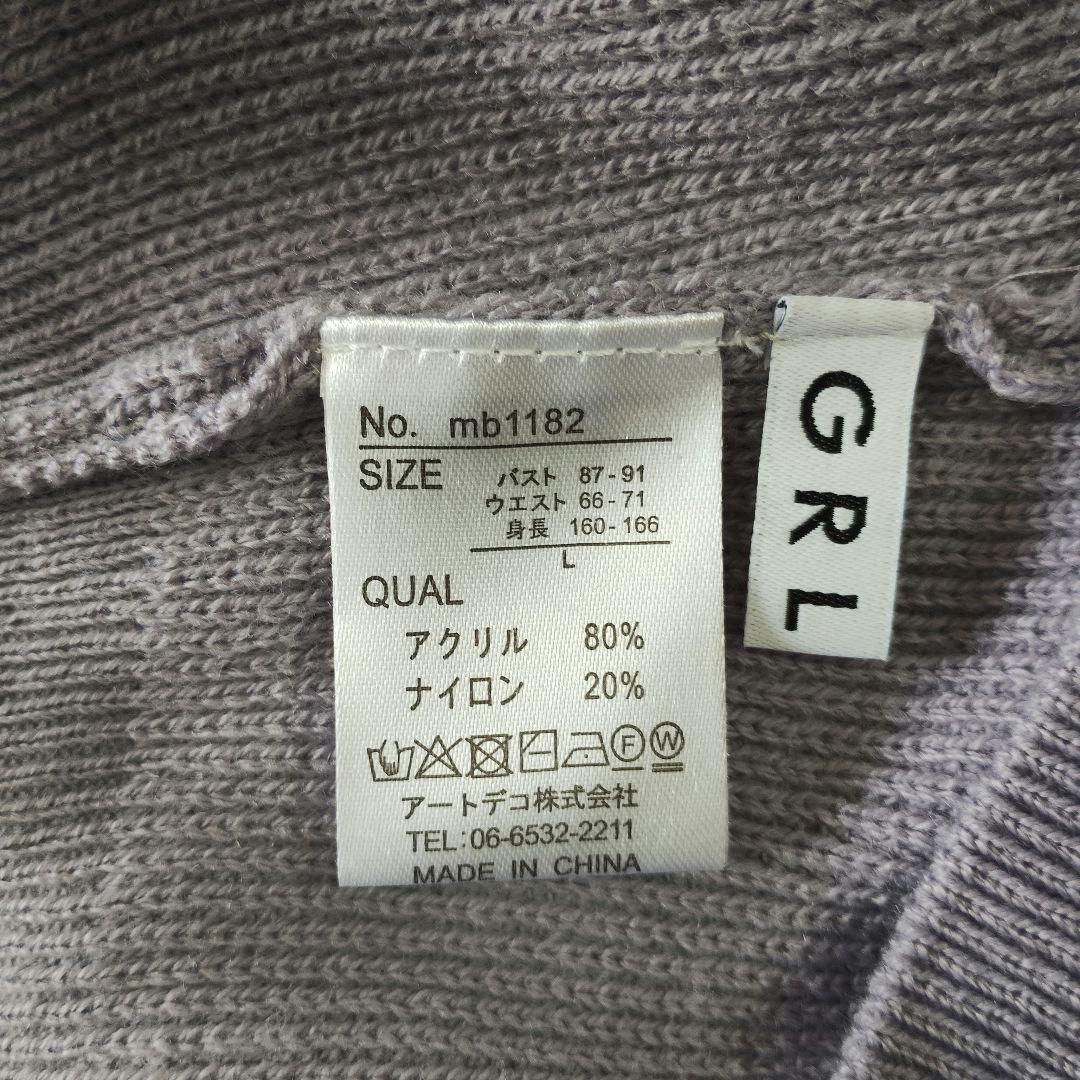 No. mb1182
SIZE
バスト 87-91
ウエスト 66-71
身長 160-166
L
QUAL
アクリル 80%
ナイロン 20%
F W
アートデコ株式会社
TEL:06-6532-2211
MADE IN CHINA
GRL